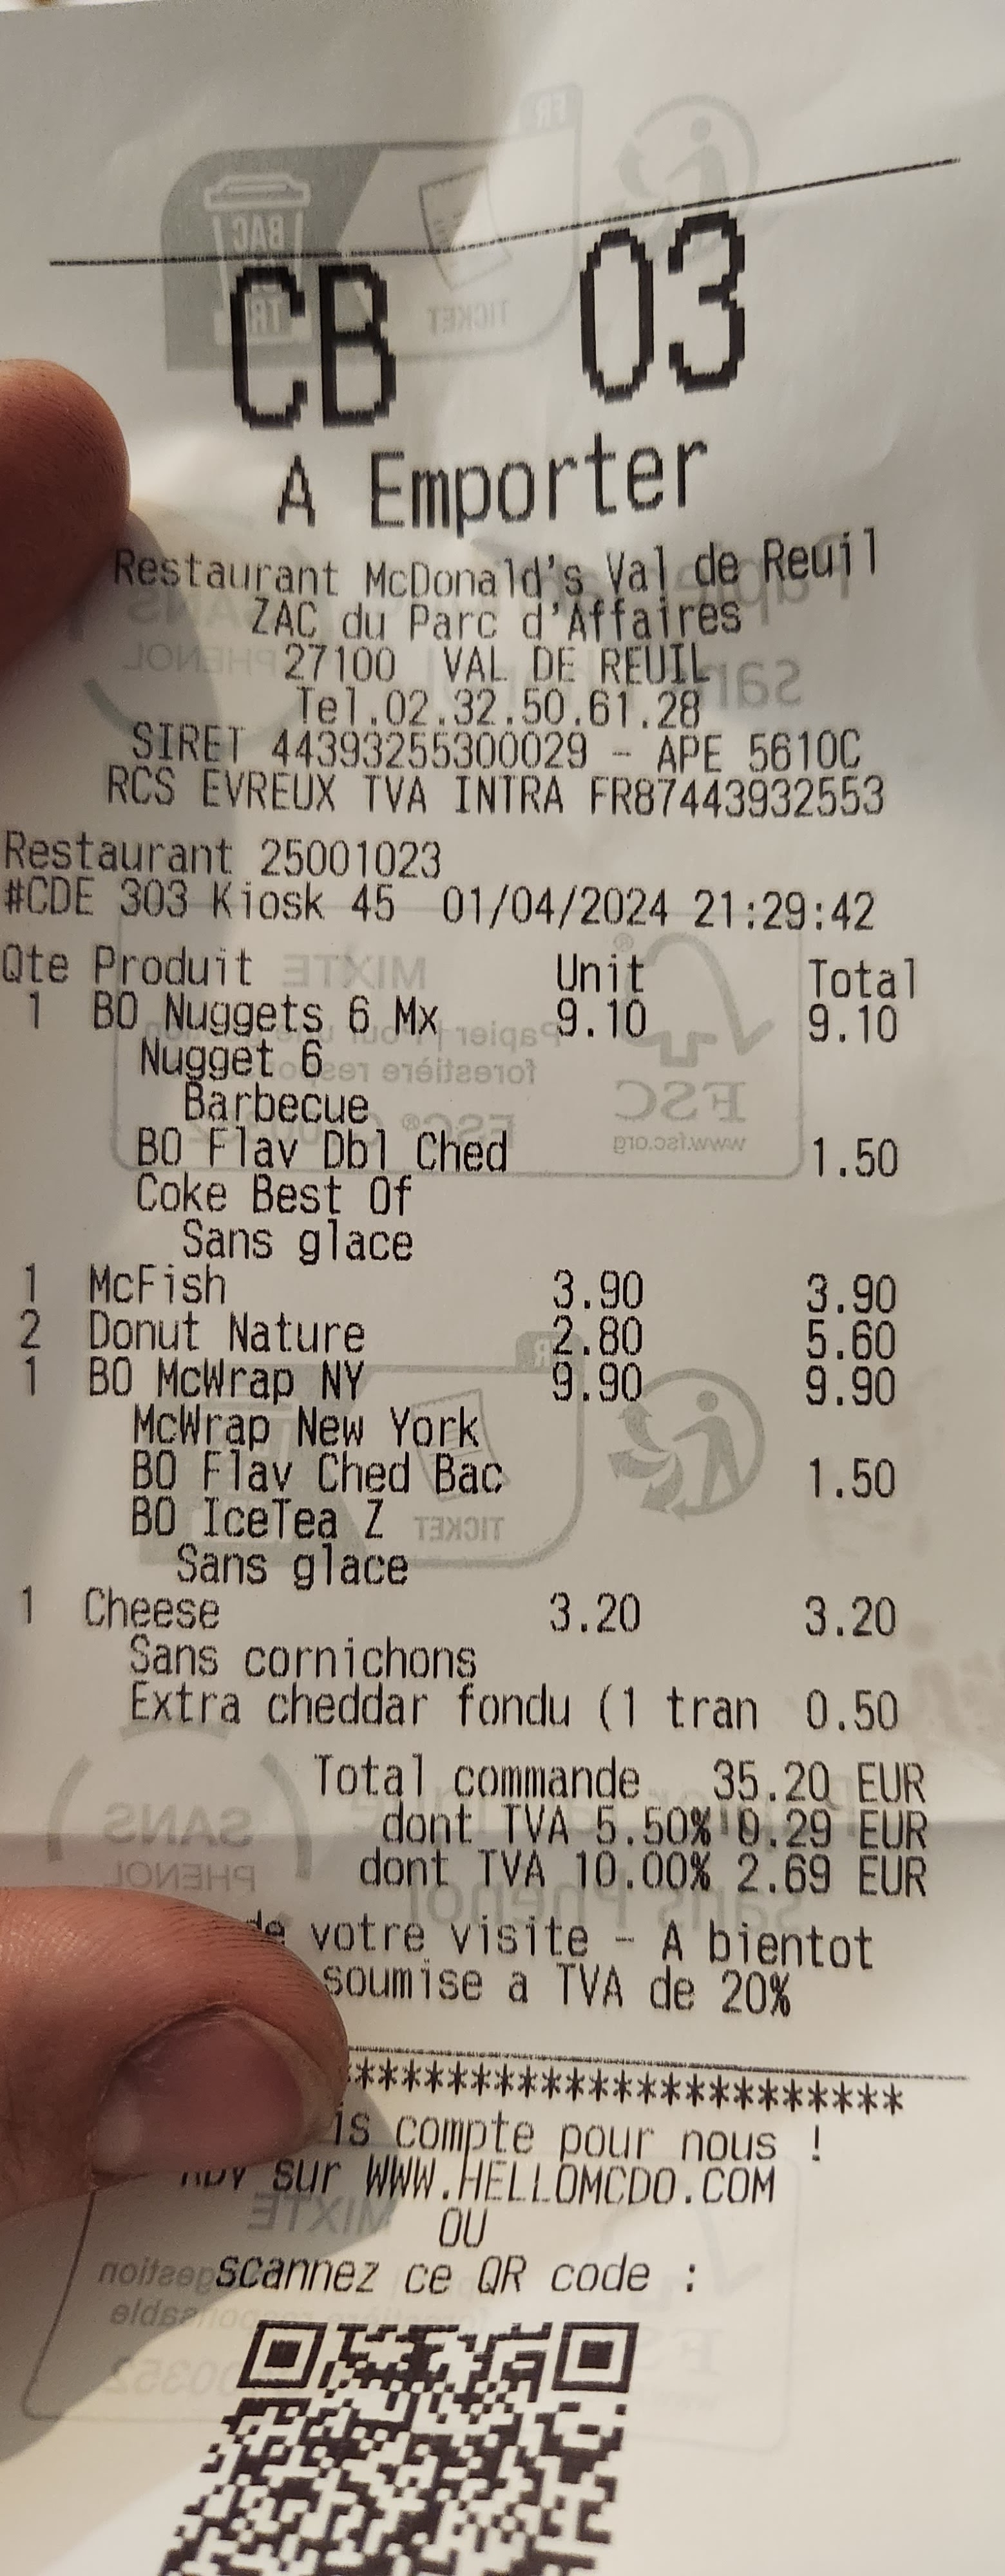 CB 03
A Emporter
Restaurant McDonald's Val de Reuil
ZAC du Parc d'Affaires
27100 VAL DE REUIL
Tel.02.32.50.61.28
SIRET 44393255300029 - APE 5610C
RCS EVREUX TVA INTRA FR87443932553
Restaurant 25001023
#CDE 303 Kiosk 45 01/04/2024 21:29:42
Qte Produit Unit Total
1 BO Nuggets 6 Mx 9.10 9.10
Nugget 6
Barbecue
BO Flav Dbl Ched 1.50
Coke Best Of
Sans glace
1 McFish 3.90 3.90
2 Donut Nature 2.80 5.60
1 BO McWrap NY 9.90 9.90
McWrap New York
BO Flav Ched Bac 1.50
BO IceTea Z
Sans glace
1 Cheese 3.20 3.20
Sans cornichons
Extra cheddar fondu (1 tran 0.50
Total commande 35.20 EUR
dont TVA 5.50% 0.29 EUR
dont TVA 10.00% 2.69 EUR
de votre visite - A bientot
soumise a TVA de 20%
***********************
is compte pour nous !
sur WWW.HELLOMCDO.COM
OU
scannez ce QR code :